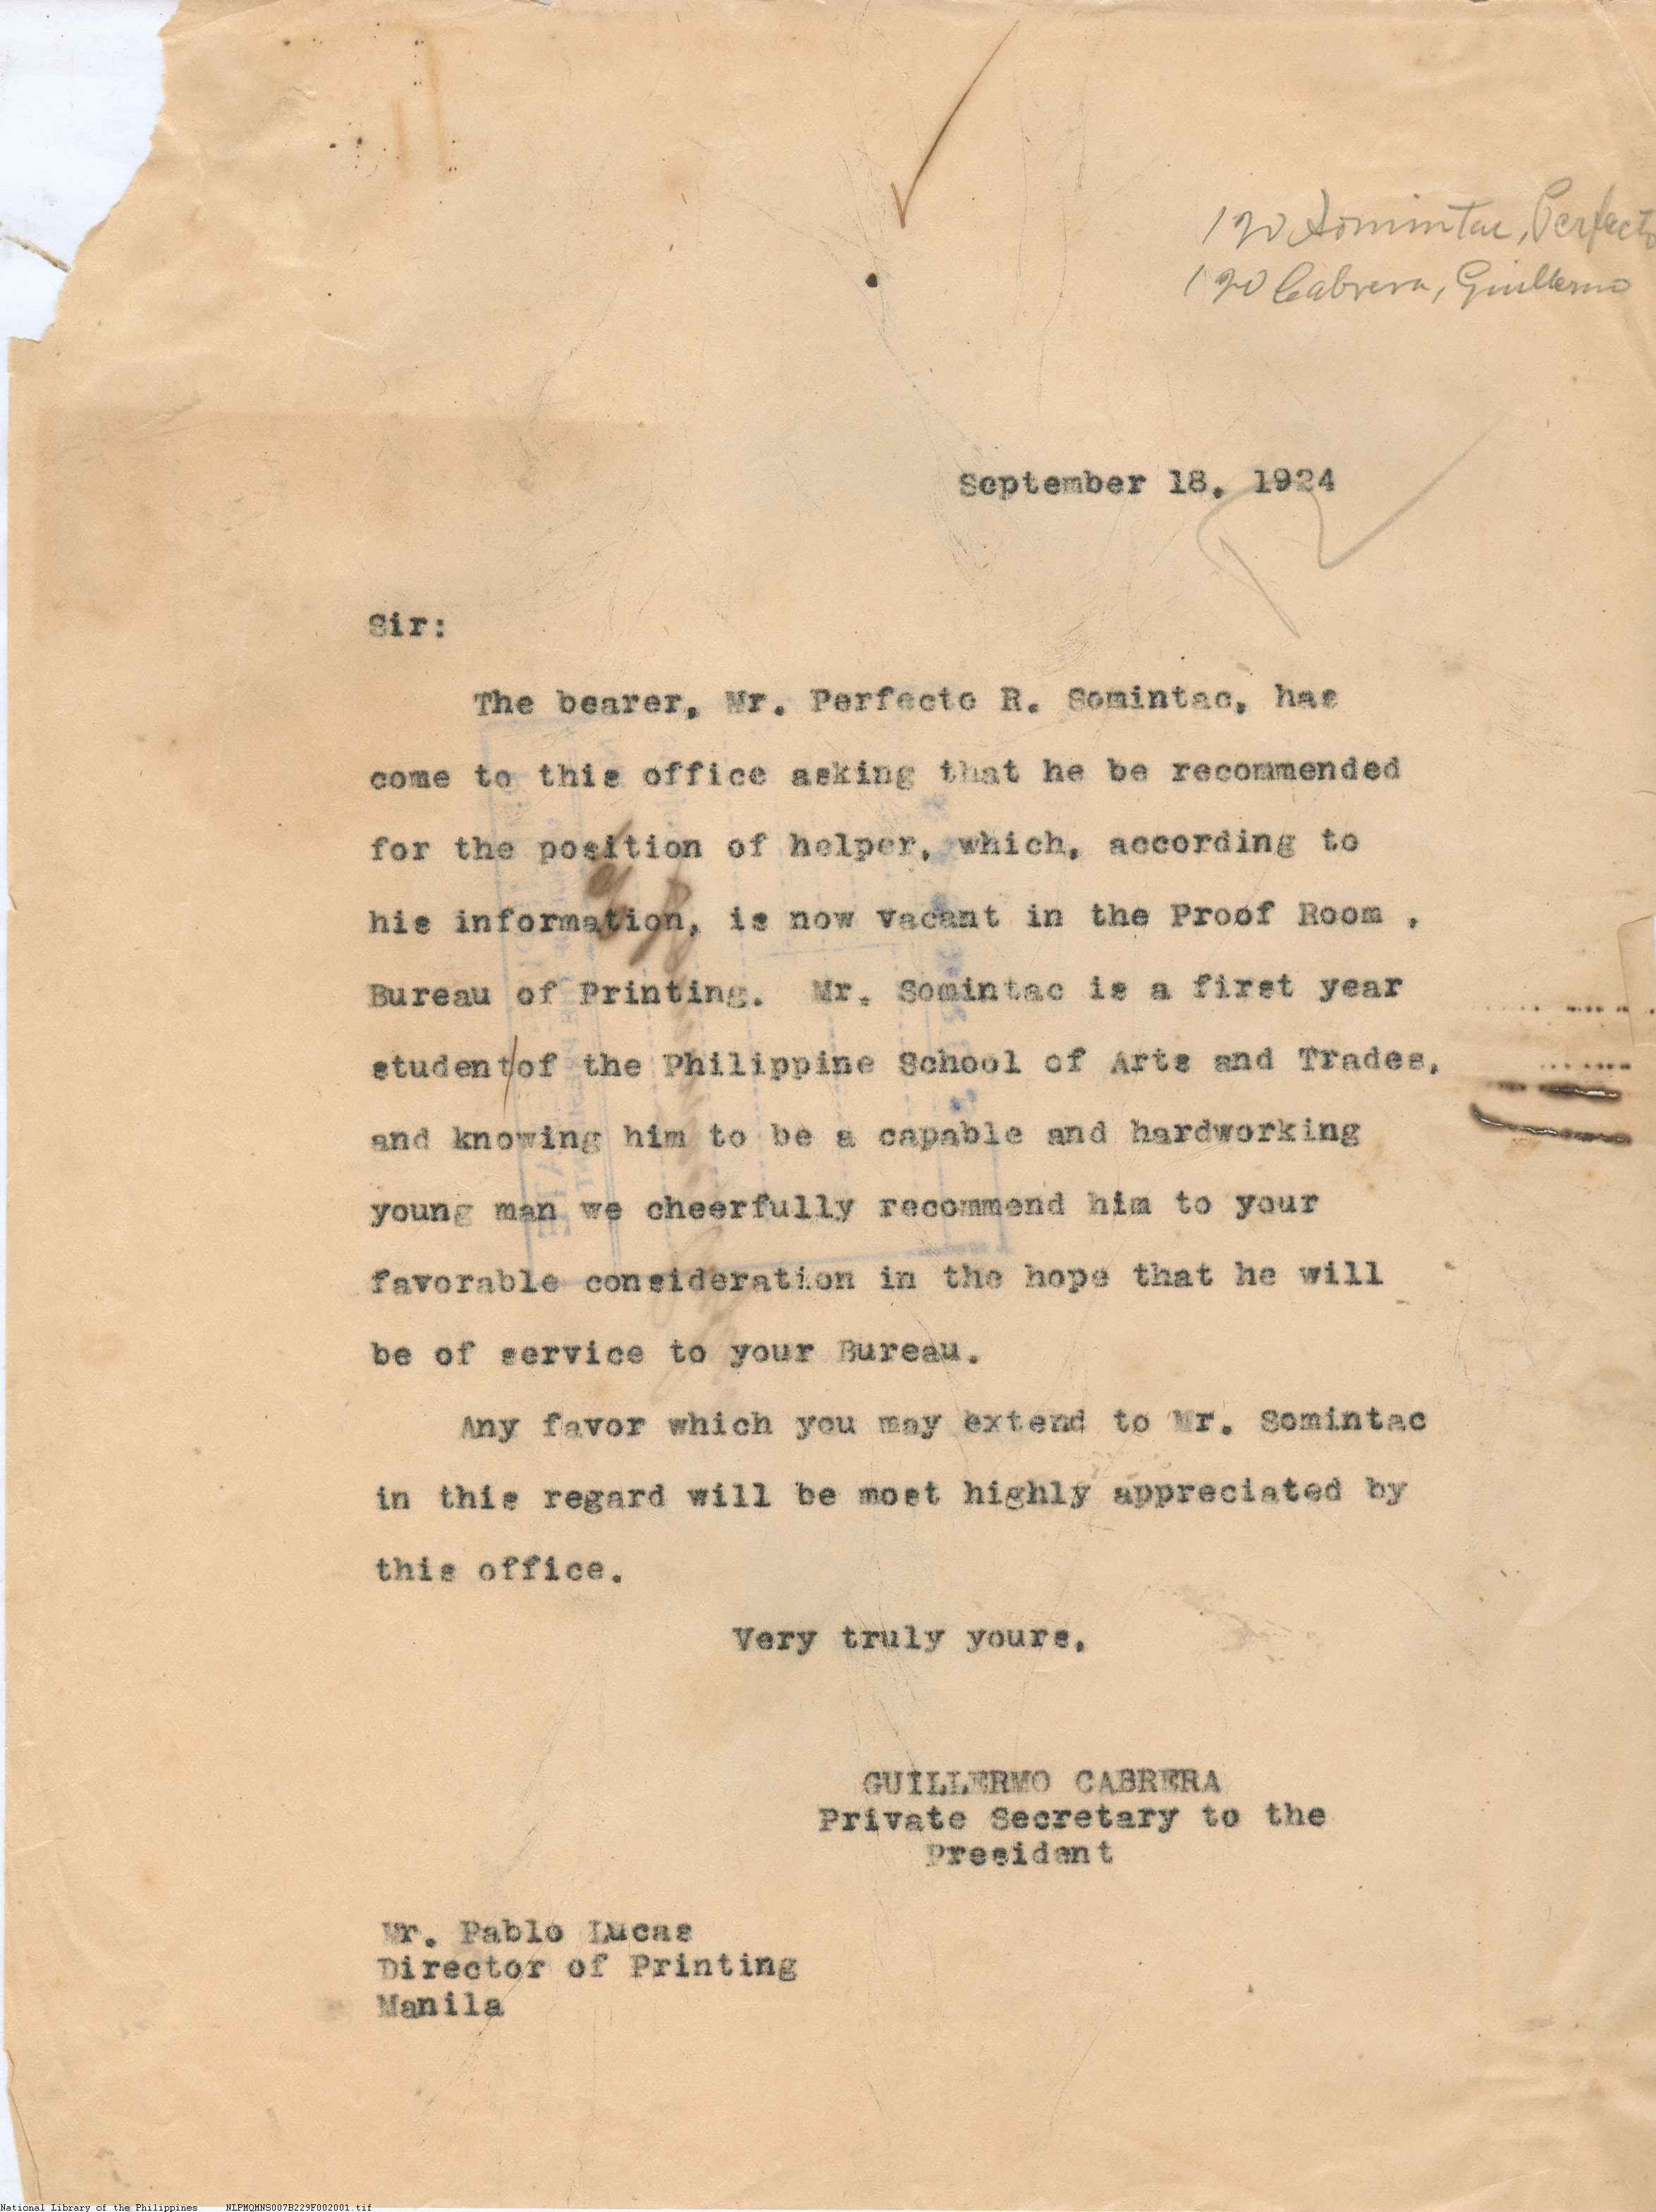 Somintac, Perfecto
Cabrera, Guillermo
September 18, 1924
Sir:
The bearer, Mr. Perfecto R. Somintac, has
come to this office asking that he be recommended
for the position of helper, which, according to
his information, is now vacant in the Proof Room ,
Bureau of Printing. Mr. Somintac is a first year
student/of the Philippine School of Arts and Trades,
and knowing him to be a capable and hardworking
young man we cheerfully recommend him to your
favorable consideration in the hope that he will
be of service to your Bureau.
Any favor which you may extend to Mr. Somintac
in this regard will be most highly appreciated by
this office.
Very truly yours,
GUILLERMO CABRERA
Private Secretary to the
President
Mr. Pablo Lucas
Director of Printing
Manila
National Library of the Philippines NLPMQMNS007B229F002001.tif